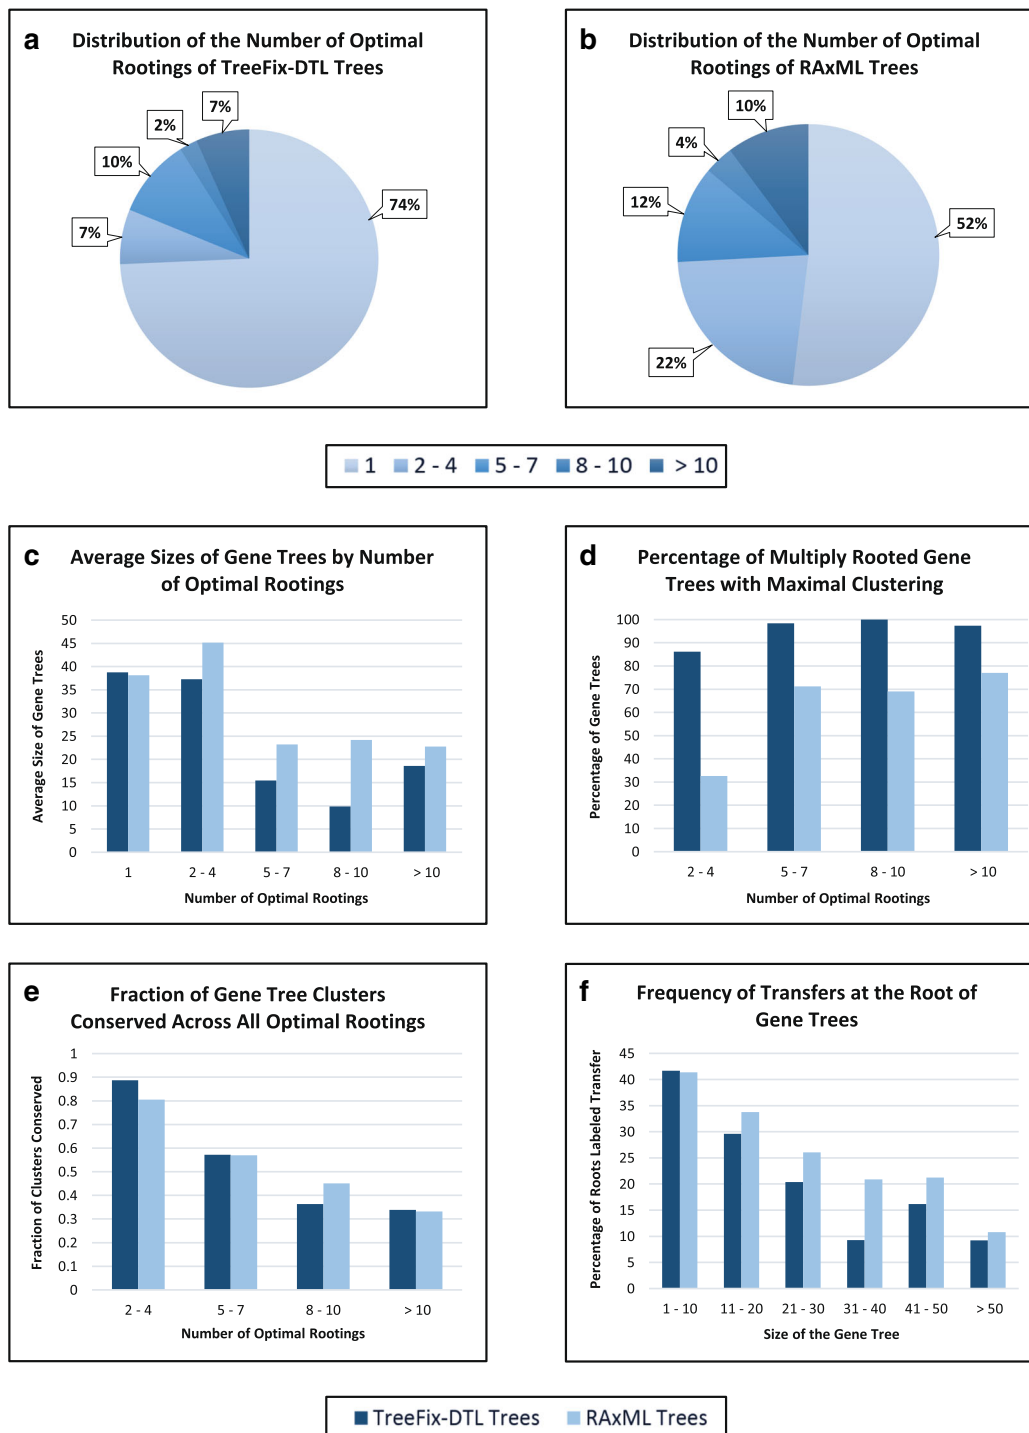 a
Distribution of the Number of Optimal
Rootings of TreeFix-DTL Trees
7%
2%
10%
7%
74%
b
Distribution of the Number of Optimal
Rootings of RAxML Trees
10%
4%
12%
22%
52%
1 2 - 4 5 - 7 8 - 10 > 10
c
Average Sizes of Gene Trees by Number
of Optimal Rootings
Average Size of Gene Trees
50
45
40
35
30
25
20
15
10
5
0
1 2 - 4 5 - 7 8 - 10 > 10
Number of Optimal Rootings
d
Percentage of Multiply Rooted Gene
Trees with Maximal Clustering
Percentage of Gene Trees
100
90
80
70
60
50
40
30
20
10
0
2 - 4 5 - 7 8 - 10 > 10
Number of Optimal Rootings
e
Fraction of Gene Tree Clusters
Conserved Across All Optimal Rootings
Fraction of Clusters Conserved
1
0.9
0.8
0.7
0.6
0.5
0.4
0.3
0.2
0.1
0
2 - 4 5 - 7 8 - 10 > 10
Number of Optimal Rootings
f
Frequency of Transfers at the Root of
Gene Trees
Percentage of Roots Labeled Transfer
45
40
35
30
25
20
15
10
5
0
1 - 10 11 - 20 21 - 30 31 - 40 41 - 50 > 50
Size of the Gene Tree
TreeFix-DTL Trees RAxML Trees